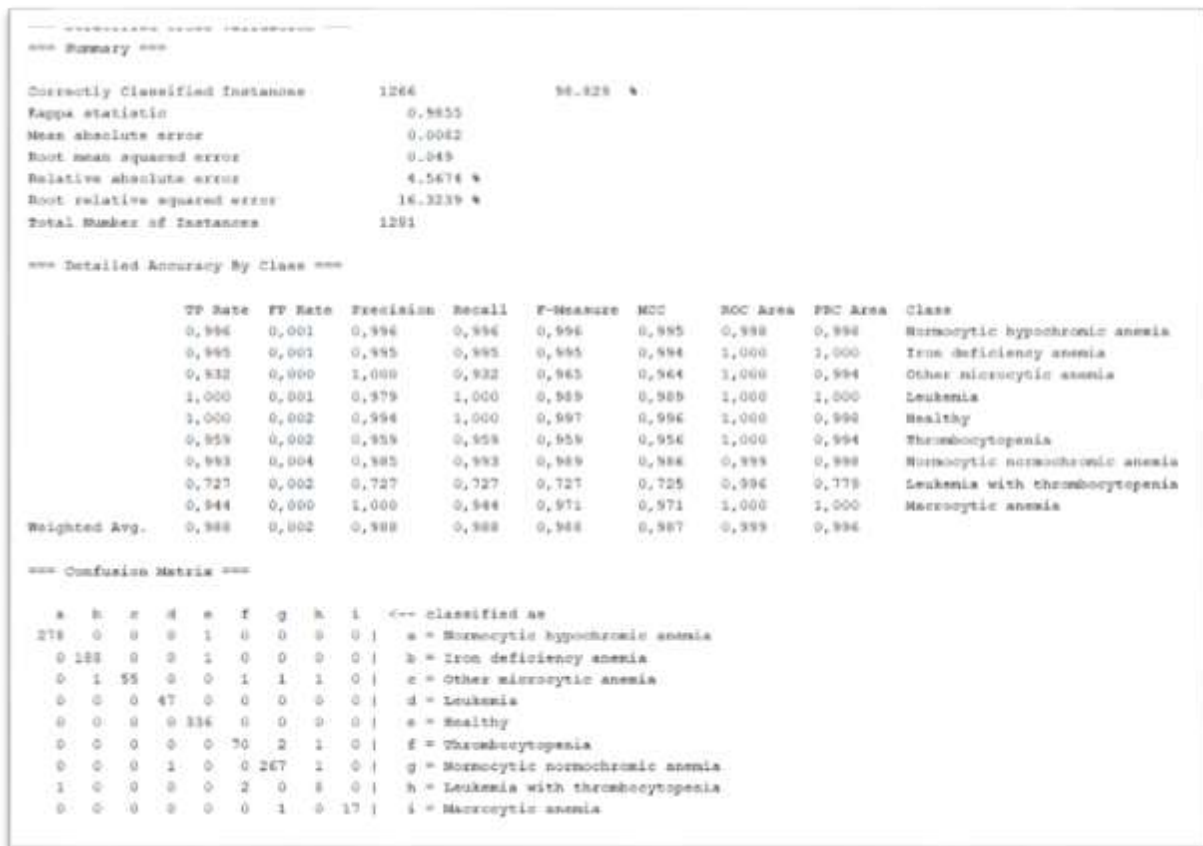 === Summary ===
Correctly Classified Instances 1266 98.829 %
Kappa statistic 0.9855
Mean absolute error 0.0082
Root mean squared error 0.049
Relative absolute error 4.5674 %
Root relative squared error 16.3239 %
Total Number of Instances 1281
=== Detailed Accuracy By Class ===
TP Rate FP Rate Precision Recall F-Measure MCC ROC Area PRC Area Class
0,996 0,001 0,996 0,996 0,996 0,995 0,998 0,998 Normocytic hypochromic anemia
0,995 0,001 0,995 0,995 0,995 0,994 1,000 1,000 Iron deficiency anemia
0,932 0,000 1,000 0,932 0,965 0,964 1,000 0,994 Other microcytic anemia
1,000 0,001 0,979 1,000 0,989 0,989 1,000 1,000 Leukemia
1,000 0,002 0,994 1,000 0,997 0,996 1,000 0,998 Healthy
0,959 0,002 0,959 0,959 0,959 0,956 1,000 0,994 Thrombocytopenia
0,993 0,004 0,985 0,993 0,989 0,986 0,999 0,998 Normocytic normochromic anemia
0,727 0,002 0,727 0,727 0,727 0,725 0,996 0,779 Leukemia with thrombocytopenia
0,944 0,000 1,000 0,944 0,971 0,971 1,000 1,000 Macrocytic anemia
Weighted Avg. 0,988 0,002 0,988 0,988 0,988 0,987 0,999 0,996
=== Confusion Matrix ===
a b c d e f g h i <-- classified as
278 0 0 0 1 0 0 0 0 | a = Normocytic hypochromic anemia
0 188 0 0 1 0 0 0 0 | b = Iron deficiency anemia
0 1 55 0 0 1 1 1 0 | c = Other microcytic anemia
0 0 0 47 0 0 0 0 0 | d = Leukemia
0 0 0 0 336 0 0 0 0 | e = Healthy
0 0 0 0 0 70 2 1 0 | f = Thrombocytopenia
0 0 0 1 0 0 267 1 0 | g = Normocytic normochromic anemia
1 0 0 0 0 2 0 8 0 | h = Leukemia with thrombocytopenia
0 0 0 0 0 0 1 0 17 | i = Macrocytic anemia